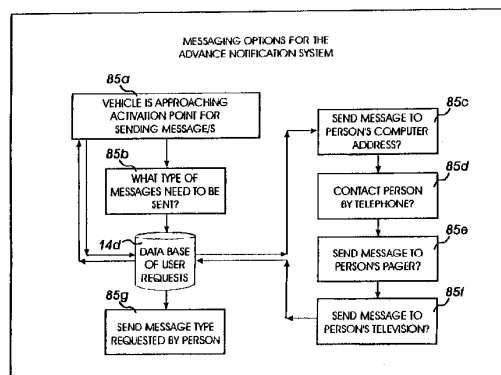 MESSAGING OPTIONS FOR THE
ADVANCE NOTIFICATION SYSTEM
85a
VEHICLE IS APPROACHING
ACTIVATION POINT FOR
SENDING MESSAGE/S
85b
WHAT TYPE OF
MESSAGES NEED TO BE
SENT?
14d
DATA BASE
OF USER
REQUESTS
85g
SEND MESSAGE TYPE
REQUESTED BY PERSON
85c
SEND MESSAGE TO
PERSON'S COMPUTER
ADDRESS?
85d
CONTACT PERSON
BY TELEPHONE?
85e
SEND MESSAGE TO
PERSON'S PAGER?
85f
SEND MESSAGE TO
PERSON'S TELEVISION?